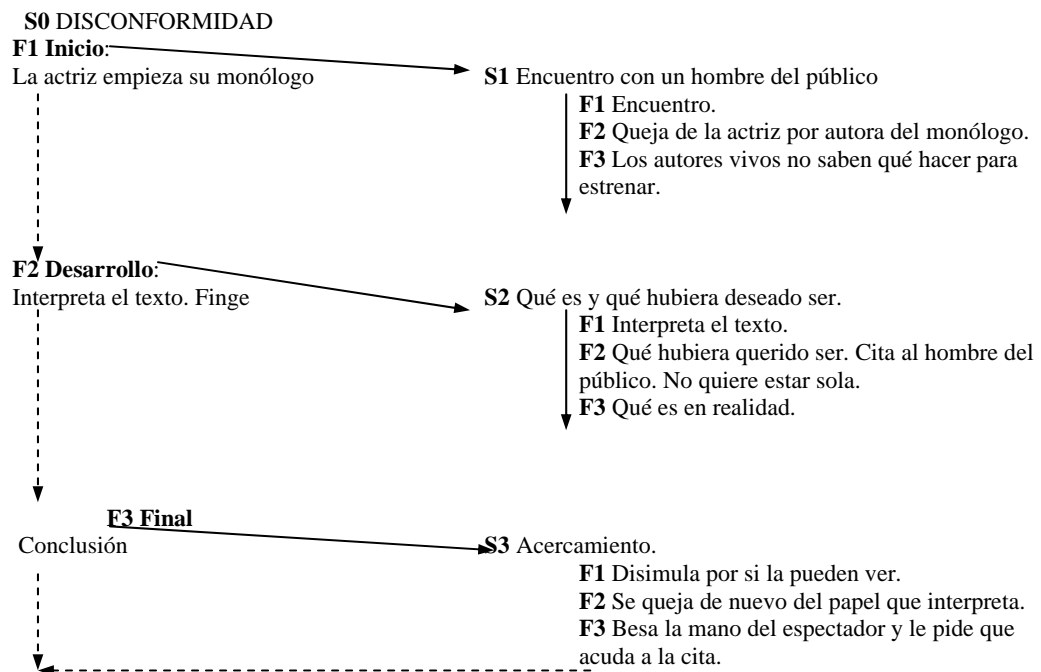 S0 DISCONFORMIDAD
F1 Inicio:
La actriz empieza su monólogo
S1 Encuentro con un hombre del público
F1 Encuentro.
F2 Queja de la actriz por autora del monólogo.
F3 Los autores vivos no saben qué hacer para
estrenar.
F2 Desarrollo:
Interpreta el texto. Finge
S2 Qué es y qué hubiera deseado ser.
F1 Interpreta el texto.
F2 Qué hubiera querido ser. Cita al hombre del
público. No quiere estar sola.
F3 Qué es en realidad.
F3 Final
Conclusión
S3 Acercamiento.
F1 Disimula por si la pueden ver.
F2 Se queja de nuevo del papel que interpreta.
F3 Besa la mano del espectador y le pide que
acuda a la cita.